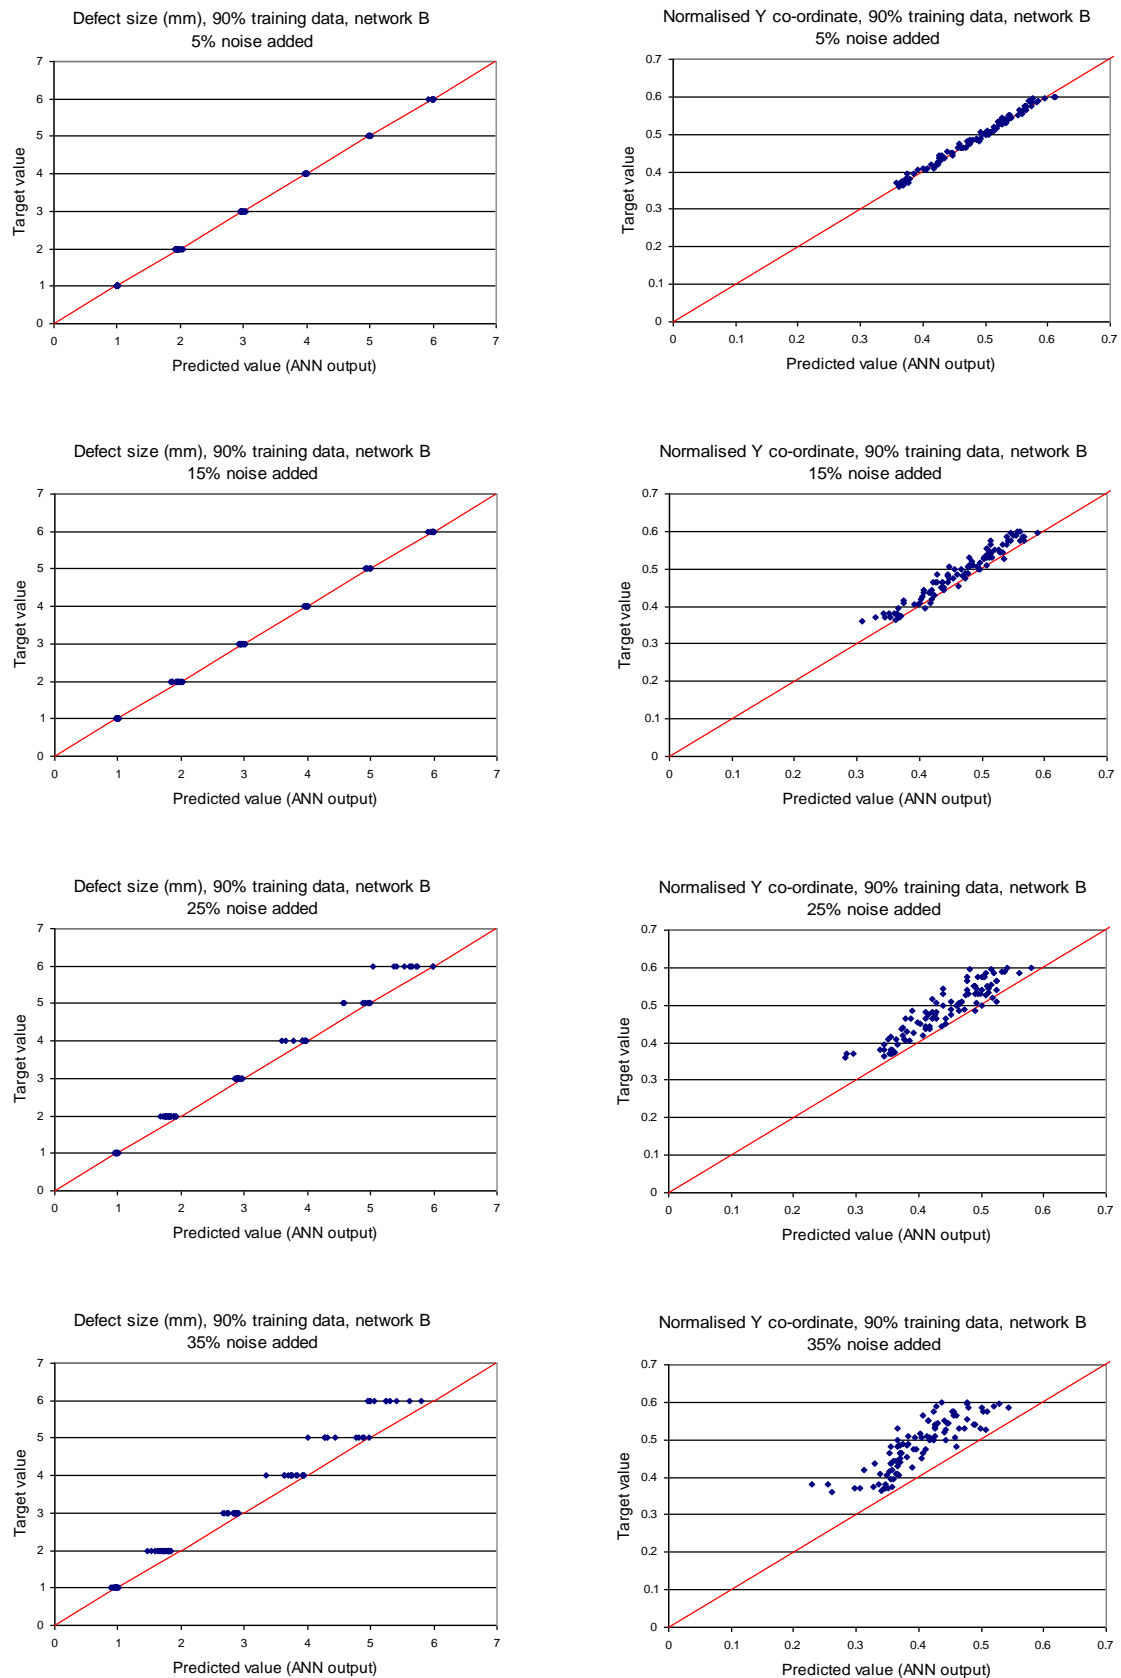 Defect size (mm), 90% training data, network B
5% noise added
7
6
5
4
3
2
1
0
Target value
0 1 2 3 4 5 6 7
Predicted value (ANN output)
Normalised Y co-ordinate, 90% training data, network B
5% noise added
0.7
0.6
0.5
0.4
0.3
0.2
0.1
0
Target value
0 0.1 0.2 0.3 0.4 0.5 0.6 0.7
Predicted value (ANN output)
Defect size (mm), 90% training data, network B
15% noise added
7
6
5
4
3
2
1
0
Target value
0 1 2 3 4 5 6 7
Predicted value (ANN output)
Normalised Y co-ordinate, 90% training data, network B
15% noise added
0.7
0.6
0.5
0.4
0.3
0.2
0.1
0
Target value
0 0.1 0.2 0.3 0.4 0.5 0.6 0.7
Predicted value (ANN output)
Defect size (mm), 90% training data, network B
25% noise added
7
6
5
4
3
2
1
0
Target value
0 1 2 3 4 5 6 7
Predicted value (ANN output)
Normalised Y co-ordinate, 90% training data, network B
25% noise added
0.7
0.6
0.5
0.4
0.3
0.2
0.1
0
Target value
0 0.1 0.2 0.3 0.4 0.5 0.6 0.7
Predicted value (ANN output)
Defect size (mm), 90% training data, network B
35% noise added
7
6
5
4
3
2
1
0
Target value
0 1 2 3 4 5 6 7
Predicted value (ANN output)
Normalised Y co-ordinate, 90% training data, network B
35% noise added
0.7
0.6
0.5
0.4
0.3
0.2
0.1
0
Target value
0 0.1 0.2 0.3 0.4 0.5 0.6 0.7
Predicted value (ANN output)